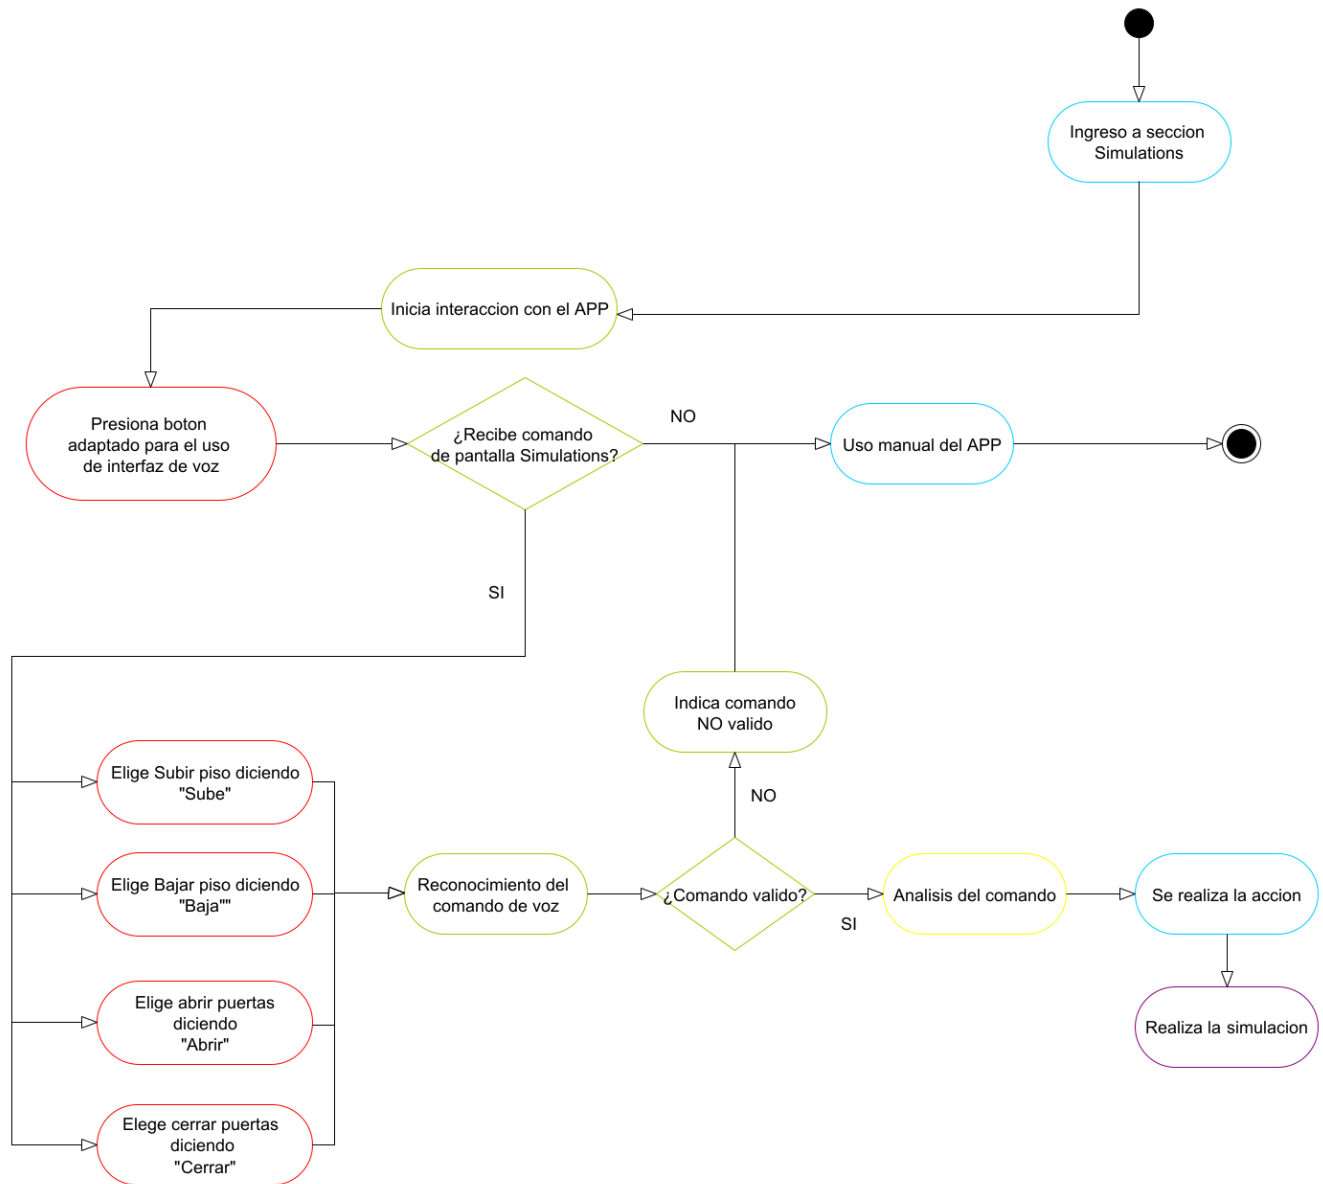 Ingreso a seccion
Simulations
Inicia interaccion con el APP
Presiona boton
adaptado para el uso
de interfaz de voz
¿Recibe comando
de pantalla Simulations?
NO
Uso manual del APP
SI
Indica comando
NO valido
NO
Elige Subir piso diciendo
"Sube"
Elige Bajar piso diciendo
"Baja""
Elige abrir puertas
diciendo
"Abrir"
Elege cerrar puertas
diciendo
"Cerrar"
Reconocimiento del
comando de voz
¿Comando valido?
SI
Analisis del comando
Se realiza la accion
Realiza la simulacion